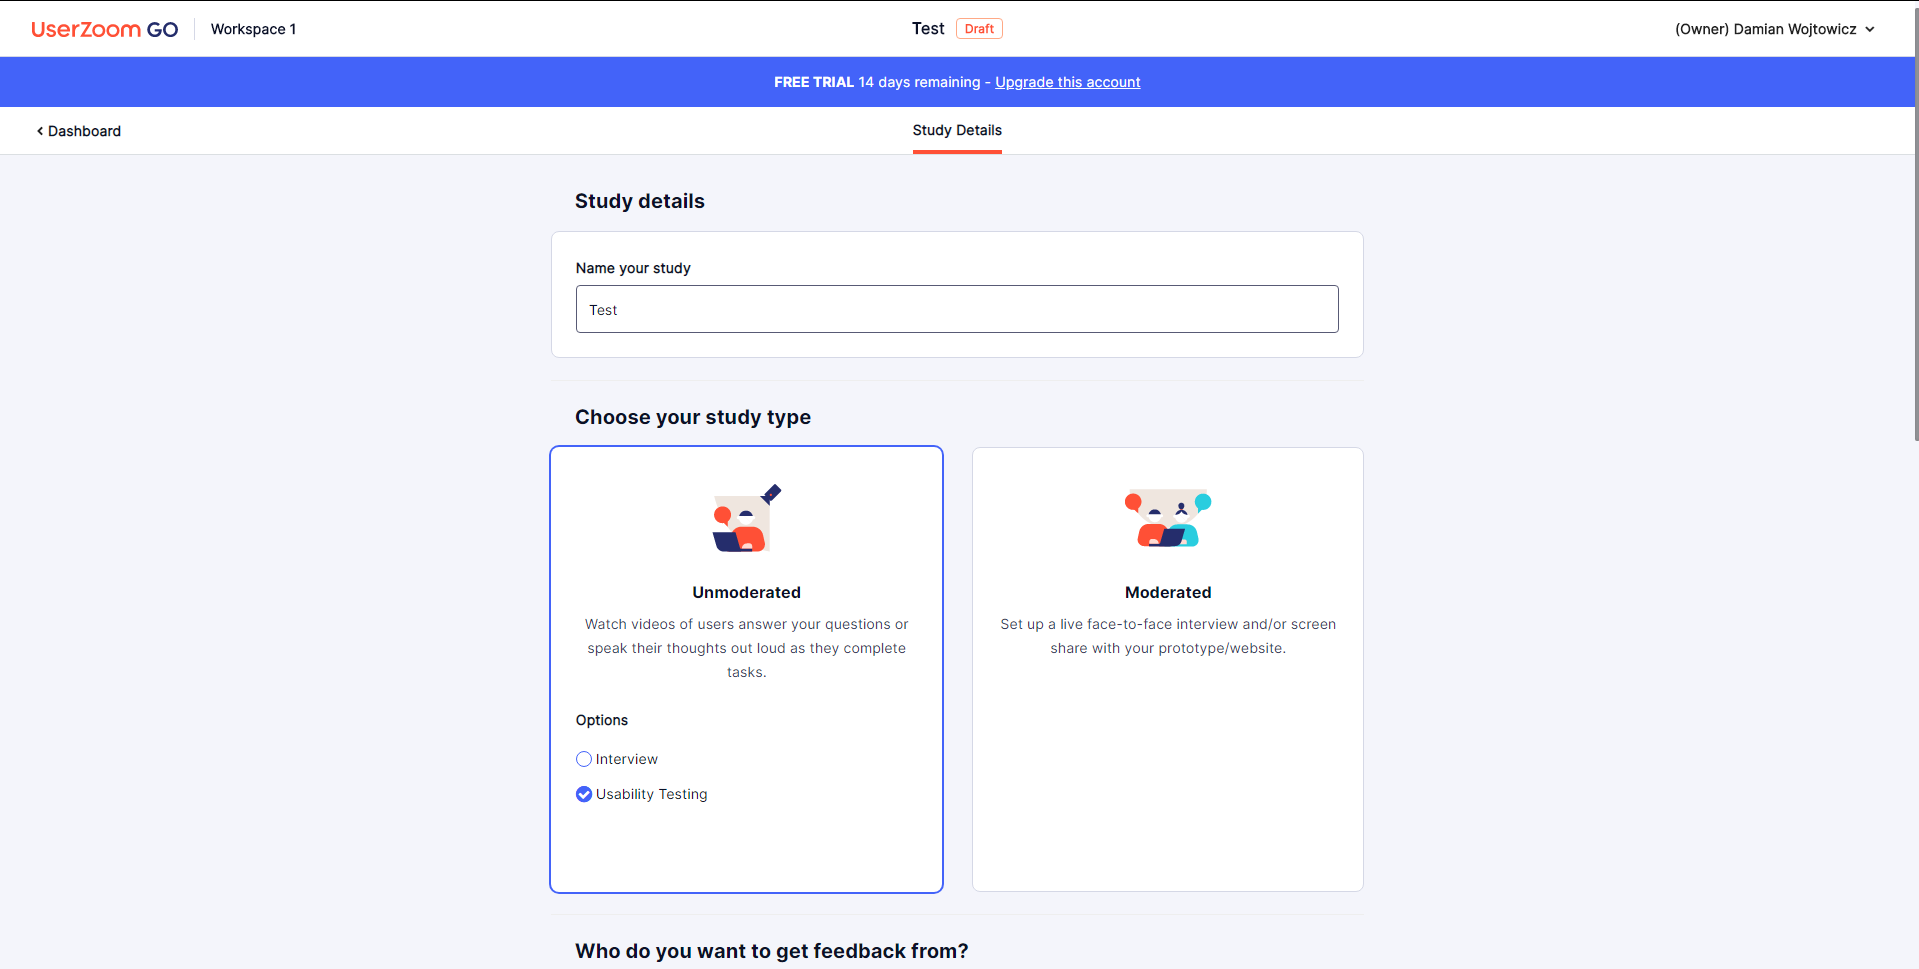 UserZoom GO
Workspace 1
Test
Draft
(Owner) Damian Wojtowicz
FREE TRIAL 14 days remaining - Upgrade this account
Dashboard
Study Details
Study details
Name your study
Test
Choose your study type
Unmoderated
Watch videos of users answer your questions or
speak their thoughts out loud as they complete
tasks.
Options
Interview
Usability Testing
Moderated
Set up a live face-to-face interview and/or screen
share with your prototype/website.
Who do you want to get feedback from?